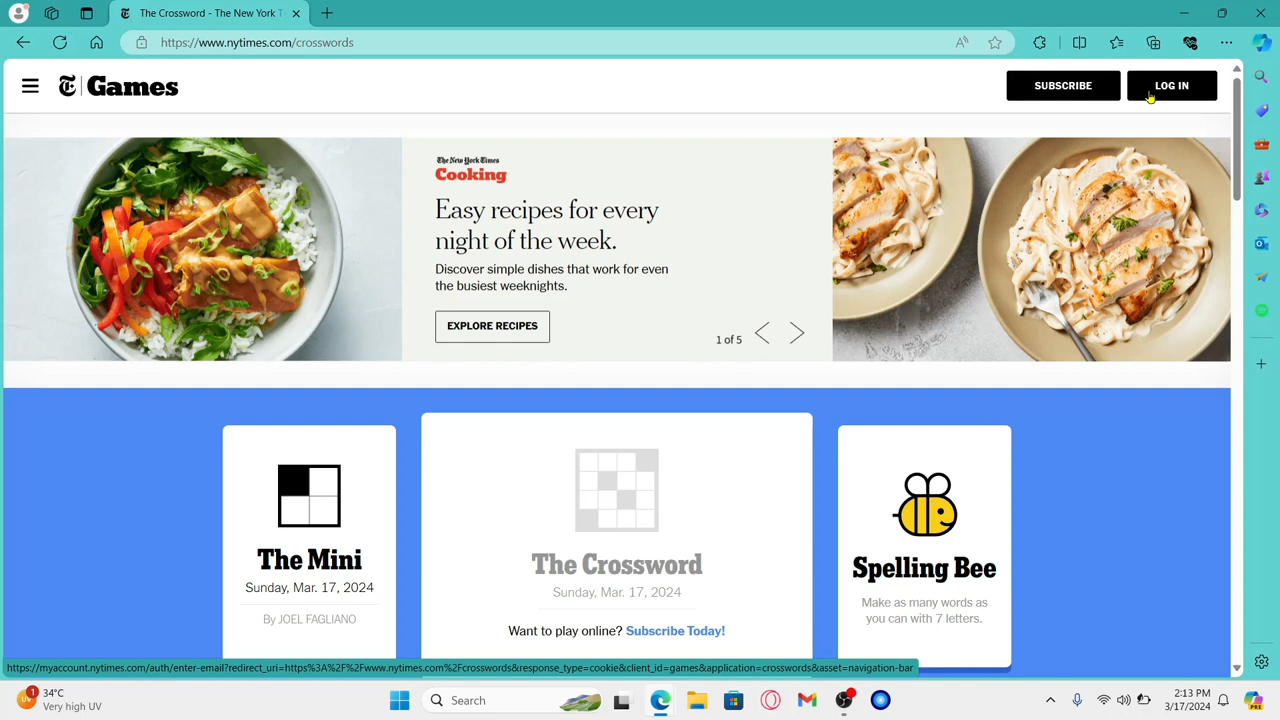 The Crossword - The New York T
https://www.nytimes.com/crosswords
T Games
SUBSCRIBE
LOG IN
The New York Times
Cooking
Easy recipes for every
night of the week.
Discover simple dishes that work for even
the busiest weeknights.
EXPLORE RECIPES
1 of 5
The Mini
Sunday, Mar. 17, 2024
By JOEL FAGLIANO
The Crossword
Sunday, Mar. 17, 2024
Want to play online? Subscribe Today!
Spelling Bee
Make as many words as
you can with 7 letters.
https://myaccount.nytimes.com/auth/enter-email?redirect_uri=https%3A%2F%2Fwww.nytimes.com%2Fcrosswords&response_type=cookie&client_id=games&application=crosswords&asset=navigation-bar
UV
1
34°C
Very high UV
Search
2:13 PM
3/17/2024
PRE